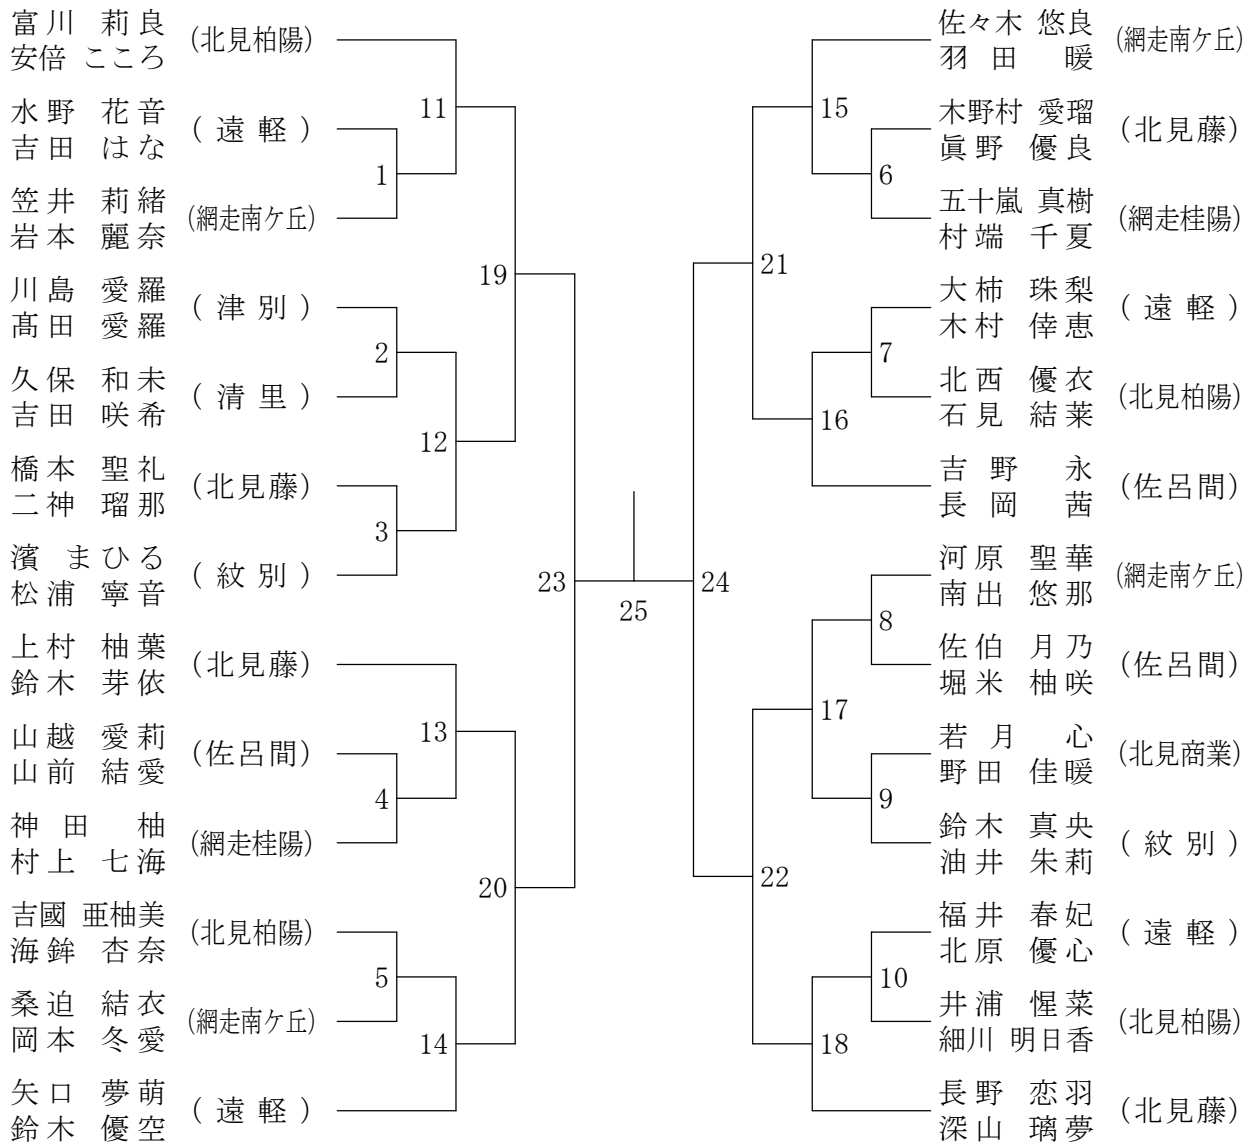 富川 莉良
安倍 こころ
(北見柏陽)
水野 花音
吉田 はな
(遠軽)
笠井 莉緒
岩本 麗奈
(網走南ケ丘)
川島 愛羅
髙田 愛羅
(津別)
久保 和未
吉田 咲希
(清里)
橋本 聖礼
二神 瑠那
(北見藤)
濱 まひる
松浦 寧音
(紋別)
上村 柚葉
鈴木 芽依
(北見藤)
山越 愛莉
山前 結愛
(佐呂間)
神田 柚
村上 七海
(網走桂陽)
吉國 亜柚美
海鉾 杏奈
(北見柏陽)
桑迫 結衣
岡本 冬愛
(網走南ケ丘)
矢口 夢萌
鈴木 優空
(遠軽)
1
2
3
4
5
11
12
13
14
19
20
23
25
24
21
22
15
16
17
18
6
7
8
9
10
佐々木 悠良
羽田 暖
(網走南ケ丘)
木野村 愛瑠
眞野 優良
(北見藤)
五十嵐 真樹
村端 千夏
(網走桂陽)
大柿 珠梨
木村 倖恵
(遠軽)
北西 優衣
石見 結菜
(北見柏陽)
吉野 永
長岡 茜
(佐呂間)
河原 聖華
南出 悠那
(網走南ケ丘)
佐伯 月乃
堀米 柚咲
(佐呂間)
若月 心
野田 佳暖
(北見商業)
鈴木 真央
油井 朱莉
(紋別)
福井 春妃
北原 優心
(遠軽)
井浦 惺菜
細川 明日香
(北見柏陽)
長野 恋羽
深山 璃夢
(北見藤)